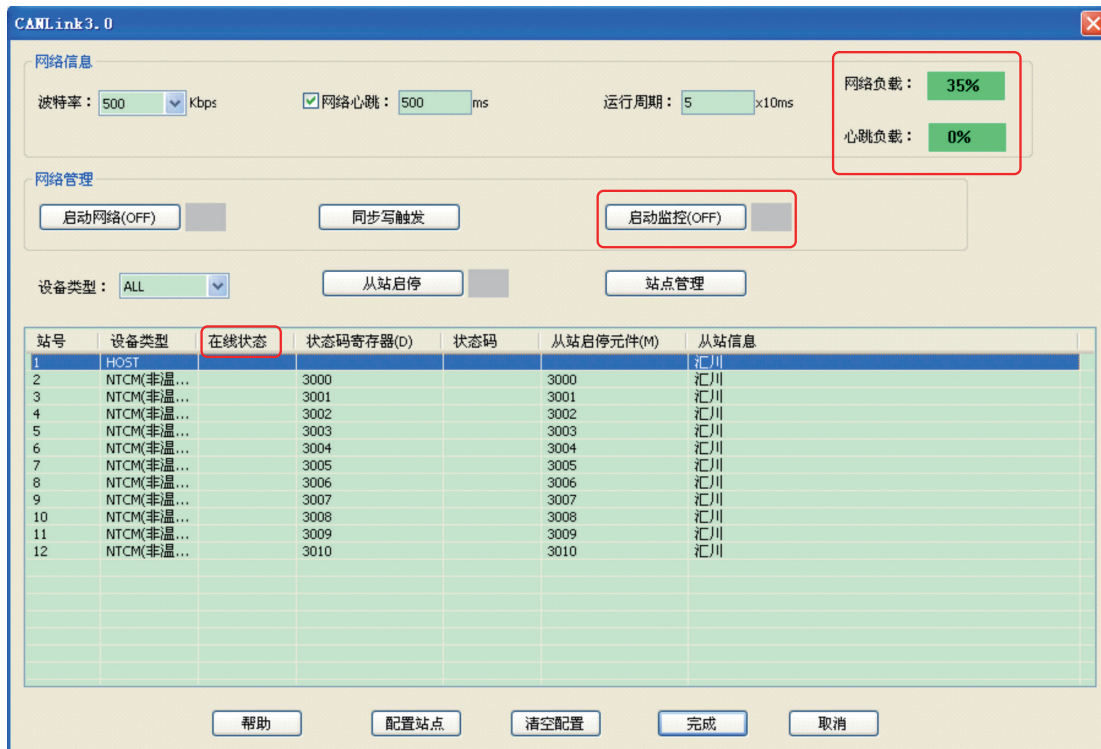 CANLink3.0
网络信息
波特率： 500 Kbps 网络心跳： 500 ms 运行周期： 5 x10ms
网络负载： 35%
心跳负载： 0%
网络管理
启动网络(OFF) 同步写触发 启动监控(OFF)
设备类型： ALL 从站启停 站点管理
站号 设备类型 在线状态 状态码寄存器(D) 状态码 从站启停元件(M) 从站信息
1 HOST 汇川
2 NTCM(非温... 3000 3000 汇川
3 NTCM(非温... 3001 3001 汇川
4 NTCM(非温... 3002 3002 汇川
5 NTCM(非温... 3003 3003 汇川
6 NTCM(非温... 3004 3004 汇川
7 NTCM(非温... 3005 3005 汇川
8 NTCM(非温... 3006 3006 汇川
9 NTCM(非温... 3007 3007 汇川
10 NTCM(非温... 3008 3008 汇川
11 NTCM(非温... 3009 3009 汇川
12 NTCM(非温... 3010 3010 汇川
帮助 配置站点 清空配置 完成 取消